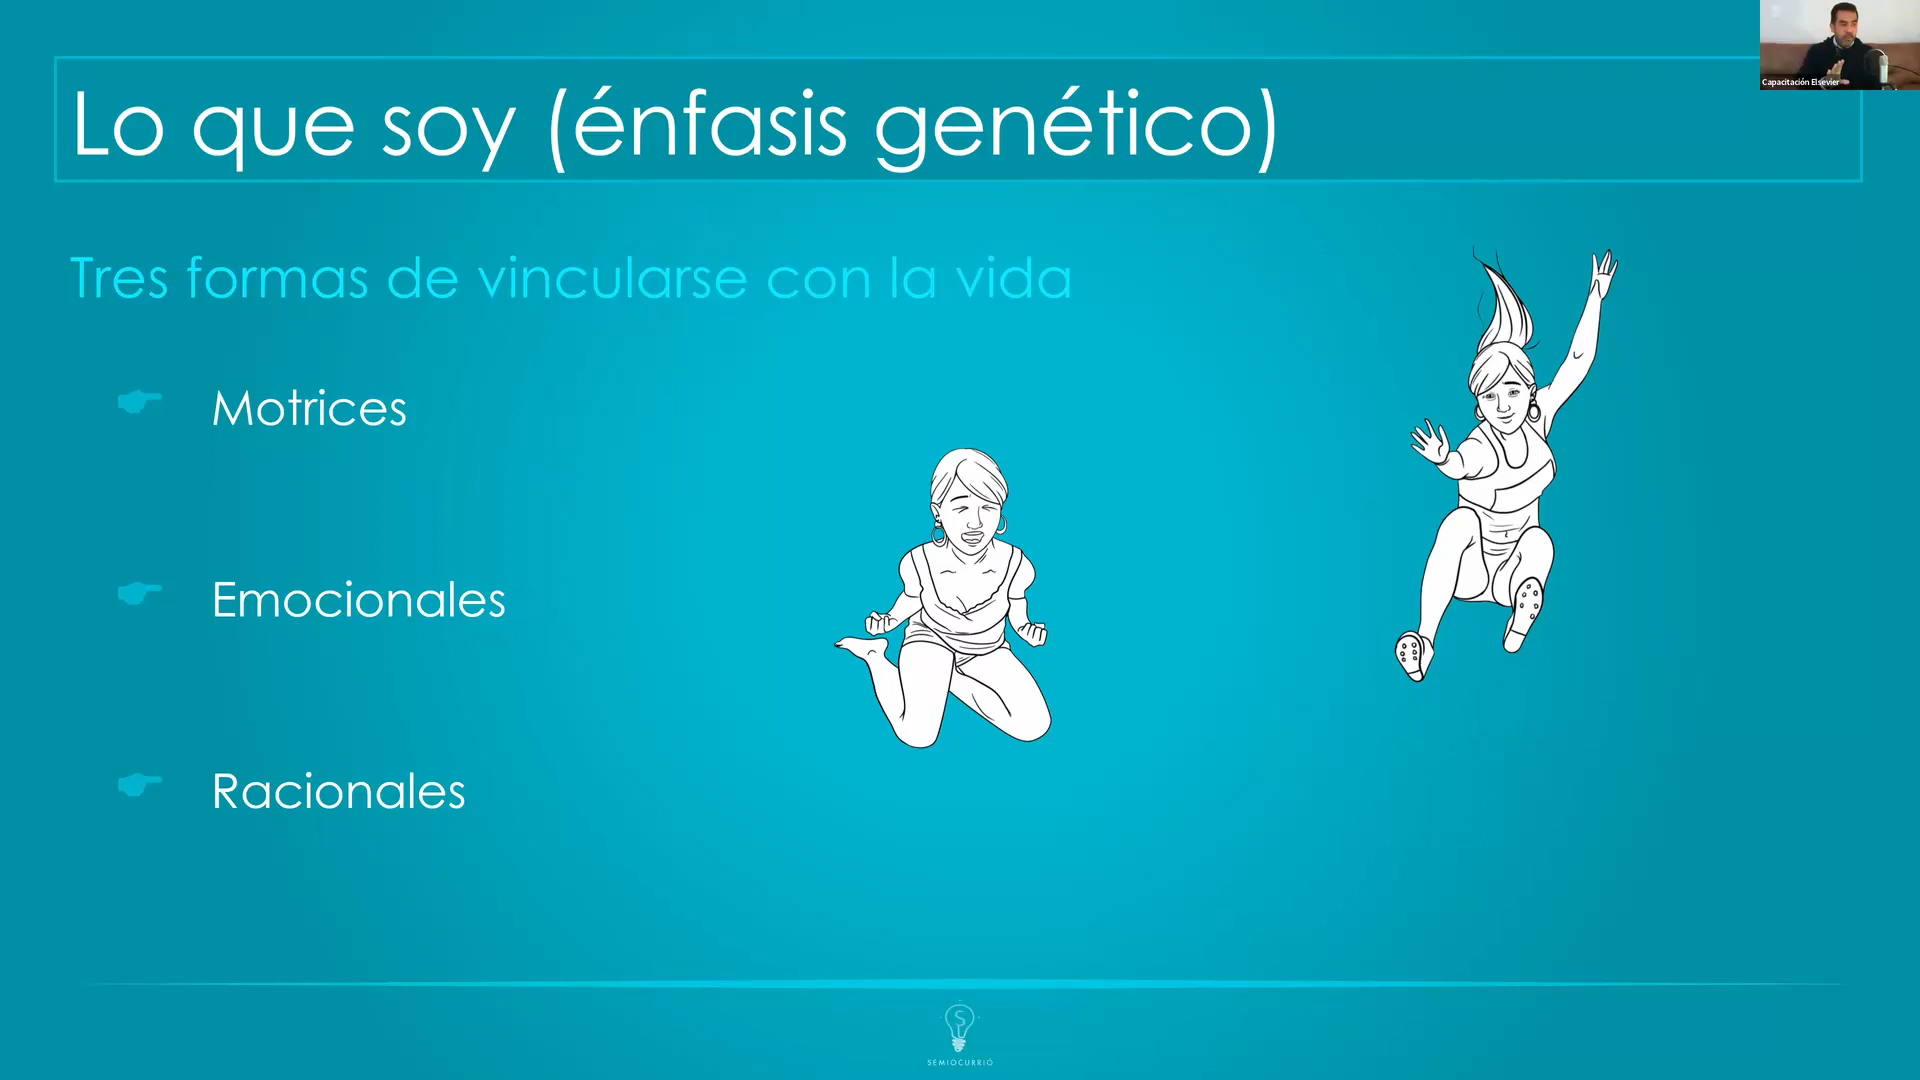 Capacitación Elsevier
Lo que soy (énfasis genético)
Tres formas de vincularse con la vida
Motrices
Emocionales
Racionales
S
SEMIOCURRIÓ